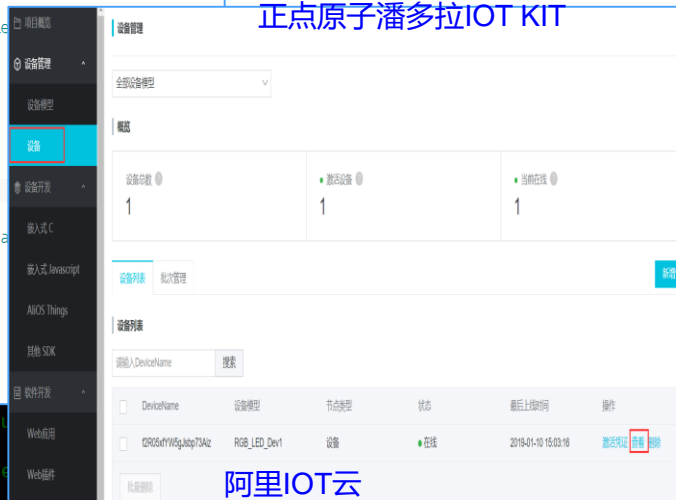 正点原子潘多拉IOT KIT
项目概览
设备管理
设备模型
设备
设备开发
嵌入式 C
嵌入式 Javascript
AliOS Things
其他 SDK
软件开发
Web应用
Web插件
设备管理
全部设备模型
概览
设备总数
1
激活设备
1
当前在线
1
设备列表 批次管理
新增
设备列表
请输入DeviceName 搜索
DeviceName 设备模型 节点类型 状态 最后上线时间 操作
RGB_LED_Dev1 设备 在线 2019-01-10 15:03:16 激活凭证 查看 删除
批量删除
阿里IOT云